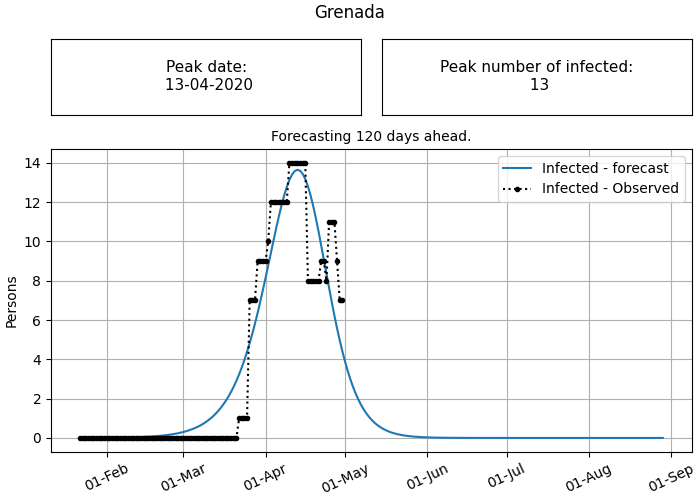 Grenada
Peak date:
13-04-2020
Peak number of infected:
13
Forecasting 120 days ahead.
Infected - forecast
Infected - Observed
Persons
14
12
10
8
6
4
2
0
01-Feb
01-Mar
01-Apr
01-May
01-Jun
01-Jul
01-Aug
01-Sep